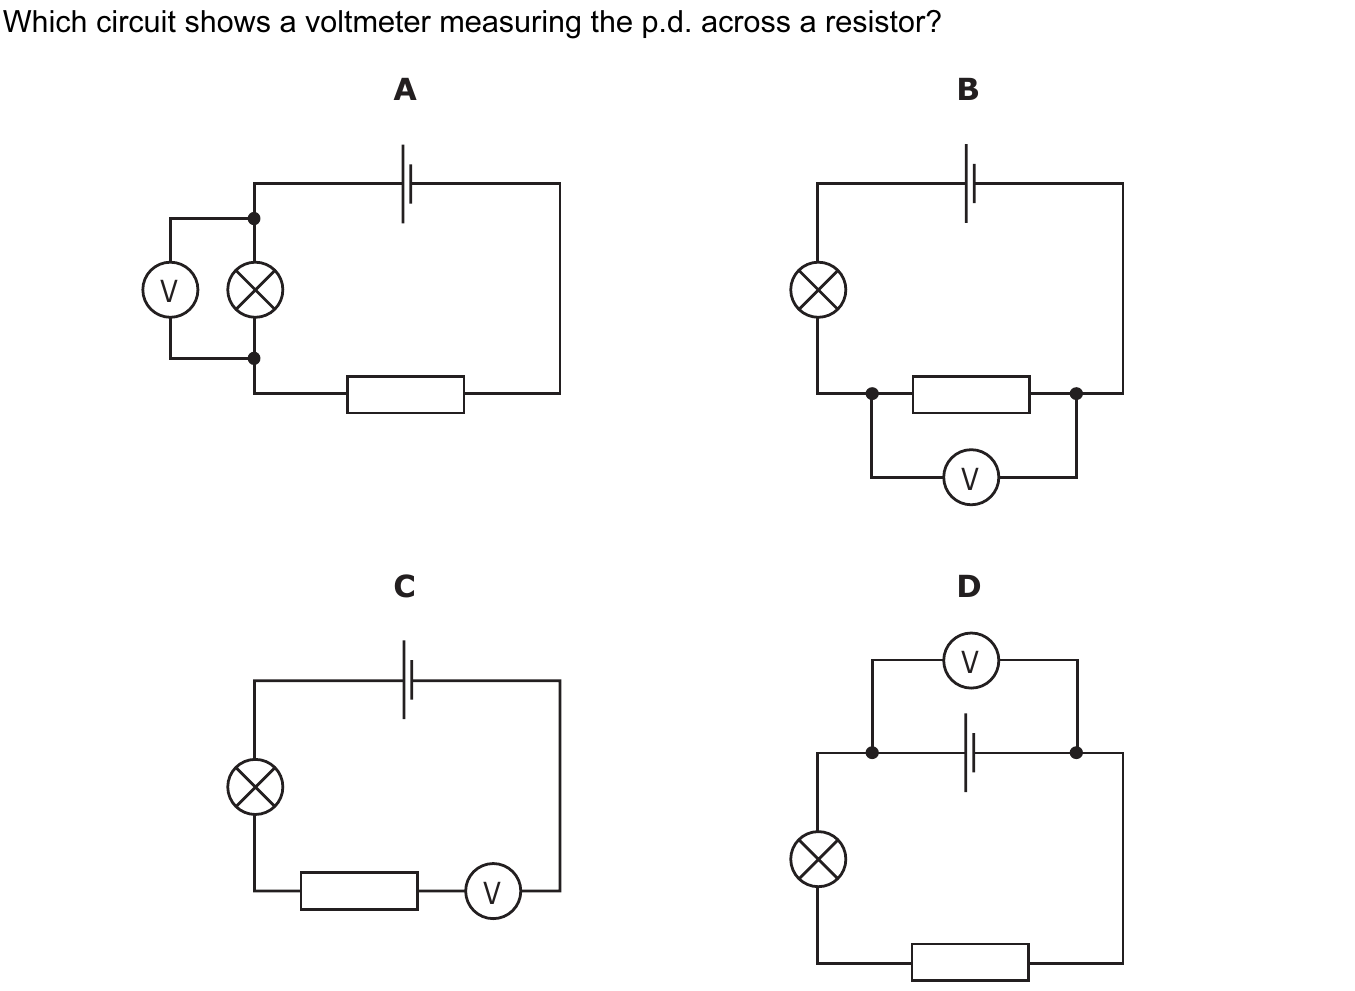 Which circuit shows a voltmeter measuring the p.d. across a resistor?
A
B
V
V
C
D
V
V